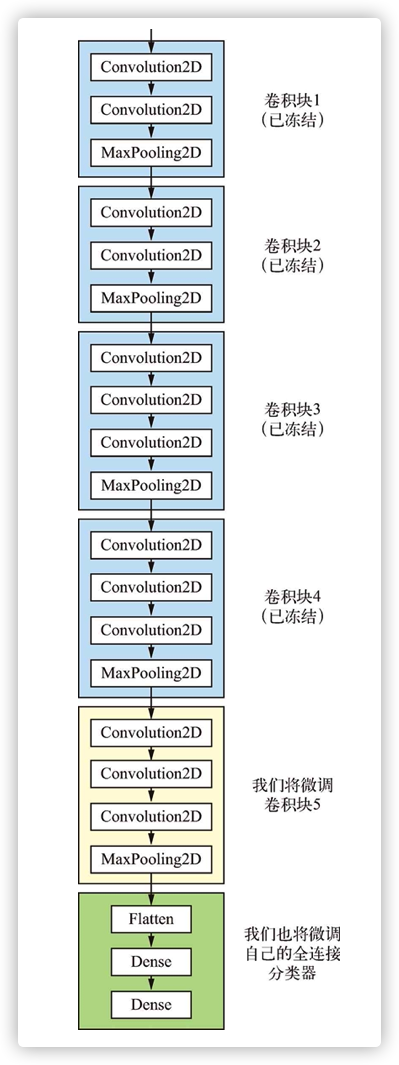 Convolution2D
Convolution2D
MaxPooling2D
卷积块1
（已冻结）
Convolution2D
Convolution2D
MaxPooling2D
卷积块2
（已冻结）
Convolution2D
Convolution2D
Convolution2D
MaxPooling2D
卷积块3
（已冻结）
Convolution2D
Convolution2D
Convolution2D
MaxPooling2D
卷积块4
（已冻结）
Convolution2D
Convolution2D
Convolution2D
MaxPooling2D
我们将微调
卷积块5
Flatten
Dense
Dense
我们也将微调
自己的全连接
分类器